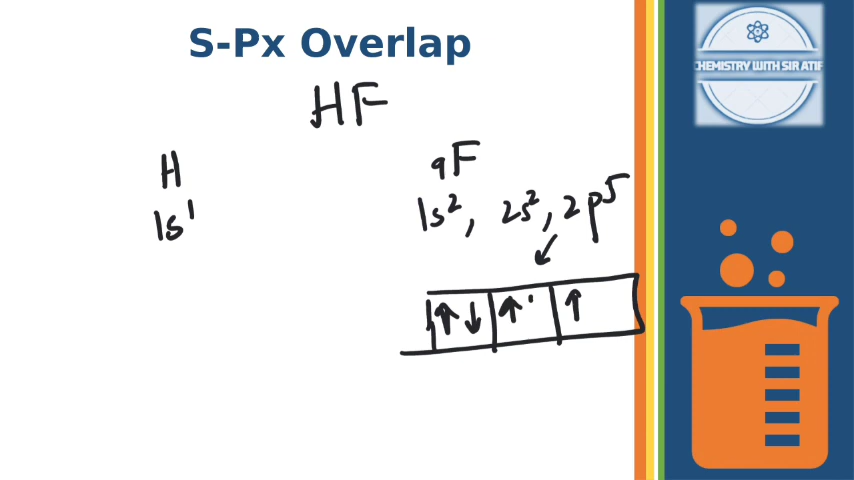 S-Px Overlap
CHEMISTRY WITH SIR ATIF
HF
H
₉F
1s¹
1s², 2s², 2p⁵
↑↓ ↑ ↑